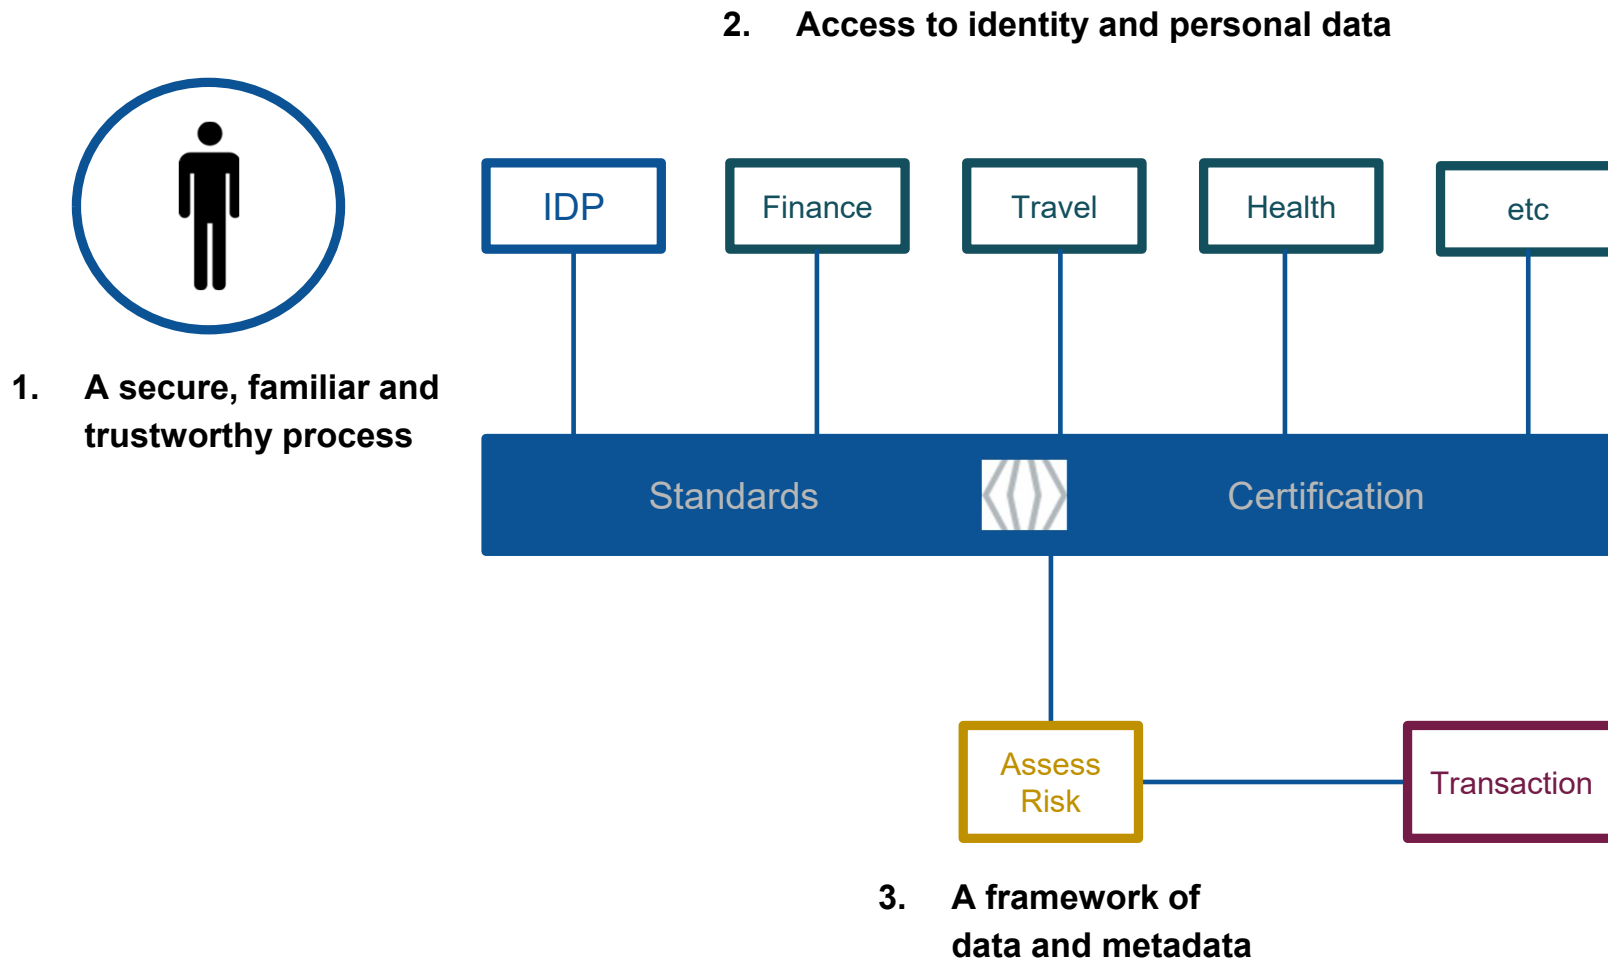 2. Access to identity and personal data
IDP
Finance
Travel
Health
etc
1. A secure, familiar and
trustworthy process
Standards
Certification
Assess
Risk
Transaction
3. A framework of
data and metadata